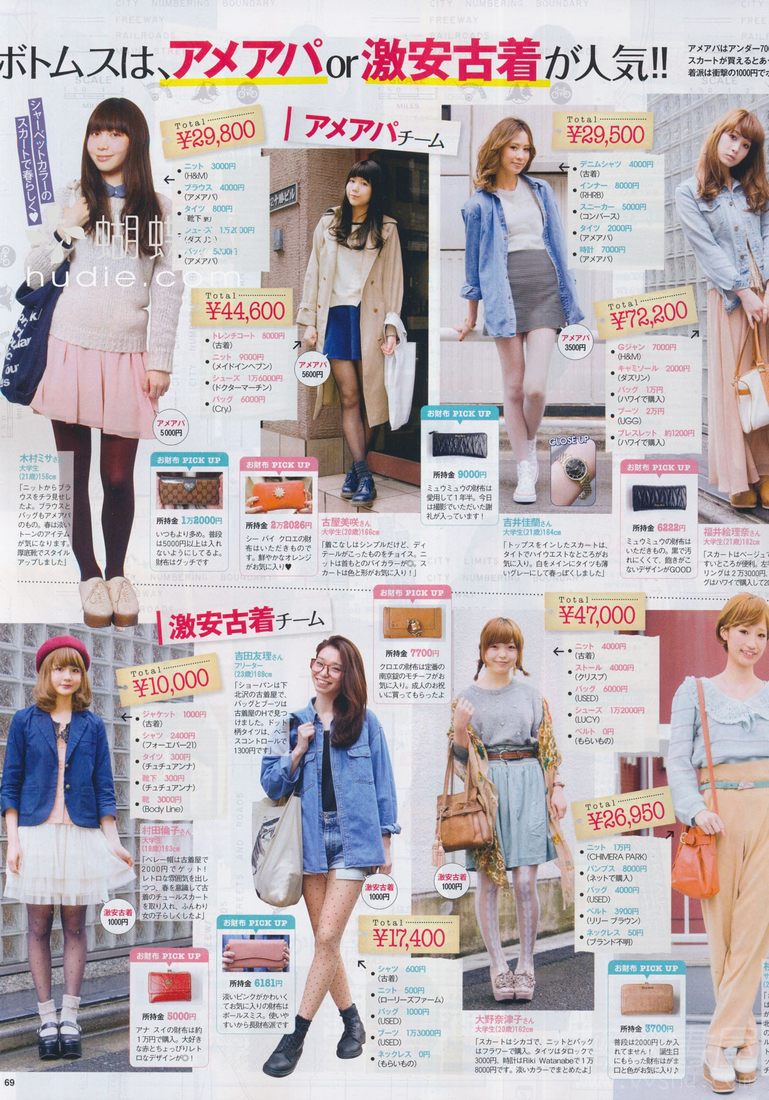 ボトムスは、アメアパor激安古着が人気!!
アメアパはアンダー700
スカートが買えるとあっ
着派は衝撃の1000円でボ
シャーベットカラーの
スカートで春らしく♥
アメアパチーム
Total
¥29,800
ニット 3000円
(H&M)
ブラウス 4000円
(アメアパ)
タイツ 800円
Total
¥44,600
トレンチコート 8000円
(古着)
ニット 9000円
(メイドインヘブン)
シューズ 1万6000円
(ドクターマーチン)
バッグ 6000円
(Cry.)
Total
¥29,500
デニムシャツ 4000円
(古着)
インナー 8000円
(RHRB)
スニーカー 5000円
(コンバース)
タイツ 2000円
(アメアパ)
時計 7000円
(アメアパ)
Total
¥72,200
Gジャン 7000円
(H&M)
キャミソール 2000円
(ダズリン)
バッグ 1万円
(ハワイで購入)
ブーツ 2万円
(UGG)
ブレスレット 約1200円
(ハワイで購入)
アメアパ
5000円
アメアパ
5600円
アメアパ
3500円
蝴蝶
hudie.com
木村ミサさん
大学生
(21歳)158cm
「ニットからブ
ラウスをチラ見せし
たよ。ブラウスと
バッグもアメアパ
のもの。春は淡い
トーンのアイテム
が気になります。
厚底靴でスタイル
アップしました」
お財布 PICK UP
所持金 1万2000円
いつもより多め。普段
は5000円以上は入れ
ないようにしてるよ。
財布はグッチです
お財布 PICK UP
所持金 2万2026円
シー バイ クロエの財布
はいただいたもので
す。鮮やかなオレンジ
がお気に入り♥
古屋美咲さん
大学生(20歳)166cm
「着こなしはシンプルだけど、ディ
テールがこったものをチョイス。ニ
ットは首もとのバイカラーが◎。ス
カートは色と形がお気に入り!」
お財布 PICK UP
所持金 9000円
ミュウミュウの財布は
愛用して1年半。今日
は撮影でいただいた謝
礼が入っています!
CLOSE UP
吉井佳蘭さん
大学生(21歳)164cm
「トップスをインしたスカートは、
タイトでハイウエストなところがお
気に入り。白をメインにタイツも薄
いグレーにして春っぽくしました」
お財布 PICK UP
所持金 6222円
ミュウミュウの財布は
いただきもの。黒で汚
れにくくて、飽きがこ
ないデザインがGOOD
福井絵理奈さん
大学生(21歳)162cm
「スカートはベージュで
すいところが便利。左
リングは2万3000円、
グはハワイで購入して
激安古着チーム
Total
¥10,000
ジャケット 1000円
(古着)
シャツ 2400円
(フォーエバー21)
タイツ 300円
(チュチュアンナ)
靴下 300円
(チュチュアンナ)
靴 3000円
(Body Line)
村田倫子さん
大学生
(19歳)163cm
「ベレー帽は古着屋で
2000円でゲット!
レトロな雰囲気を出し
つつ、春を意識して古
着のチュールスカート
を取り入れ、ふんわり
女の子らしくしたよ」
激安古着
1000円
お財布 PICK UP
所持金 5000円
アナ スイの財布は約
1万円で購入。大好き
な赤とちょっぴりレト
ロなデザインが◎!
吉田友理さん
フリーター
(23歳)169cm
「ショーパンは下
北沢の古着屋で、
バッグとブーツは
古着屋のHで見つ
けました。ドット
柄タイツは、ベー
スコントロールで
1300円です」
お財布 PICK UP
所持金 6181円
淡いピンクがかわいく
てお気に入りの財布は
ポールスミス。使いや
すいから長財布派です
激安古着
1000円
Total
¥17,400
シャツ 600円
(古着)
ニット 500円
(ローリーズファーム)
バッグ 1000円
(USED)
ブーツ 1万3000円
(USED)
ネックレス 0円
(もらいもの)
お財布 PICK UP
所持金 7700円
クロエの財布は定番の
南京錠のモチーフがお
気に入り。成人のお祝
いに買ってもらったよ
激安古着
1000円
Total
¥47,000
ニット 4000円
(古着)
ストール 4000円
(クリスプ)
バッグ 6000円
(USED)
シューズ 1万2000円
(LUCY)
ベルト 0円
(もらいもの)
大野奈津子さん
大学生(20歳)162cm
「スカートはシカゴで、ニットとバッグ
はフラワーで購入。タイツはタロックで
3000円。時計はRiki Watanabeで1万
8000円です。淡いカラーでまとめたよ」
Total
¥26,950
ニット 1万円
(CHIMERA PARK)
パンプス 8000円
(ネットで購入)
バッグ 4000円
(USED)
ベルト 3900円
(リリー ブラウン)
ネックレス 50円
(ブランド不明)
お財布 PICK UP
所持金 3700円
普段は2000円しか入
れてません! 誕生日
にもらった財布はがま
口と色がお気に入り♪
69